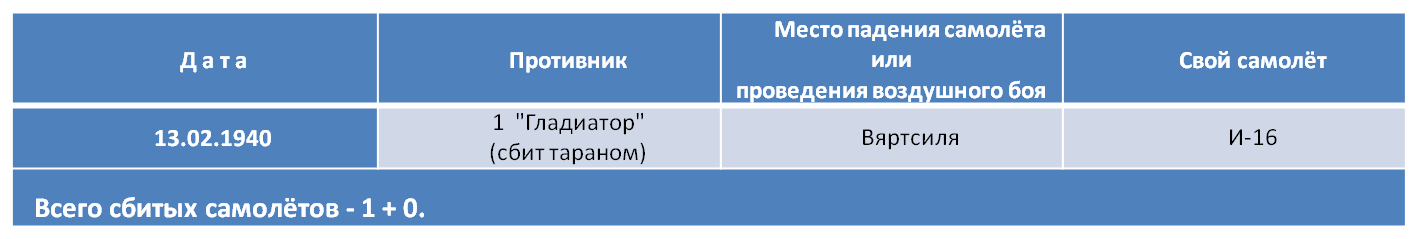 Д а т а
Противник
Место падения самолёта
или
проведения воздушного боя
Свой самолёт
13.02.1940
1 "Гладиатор"
(сбит тараном)
Вяртсиля
И-16
Всего сбитых самолётов - 1 + 0.